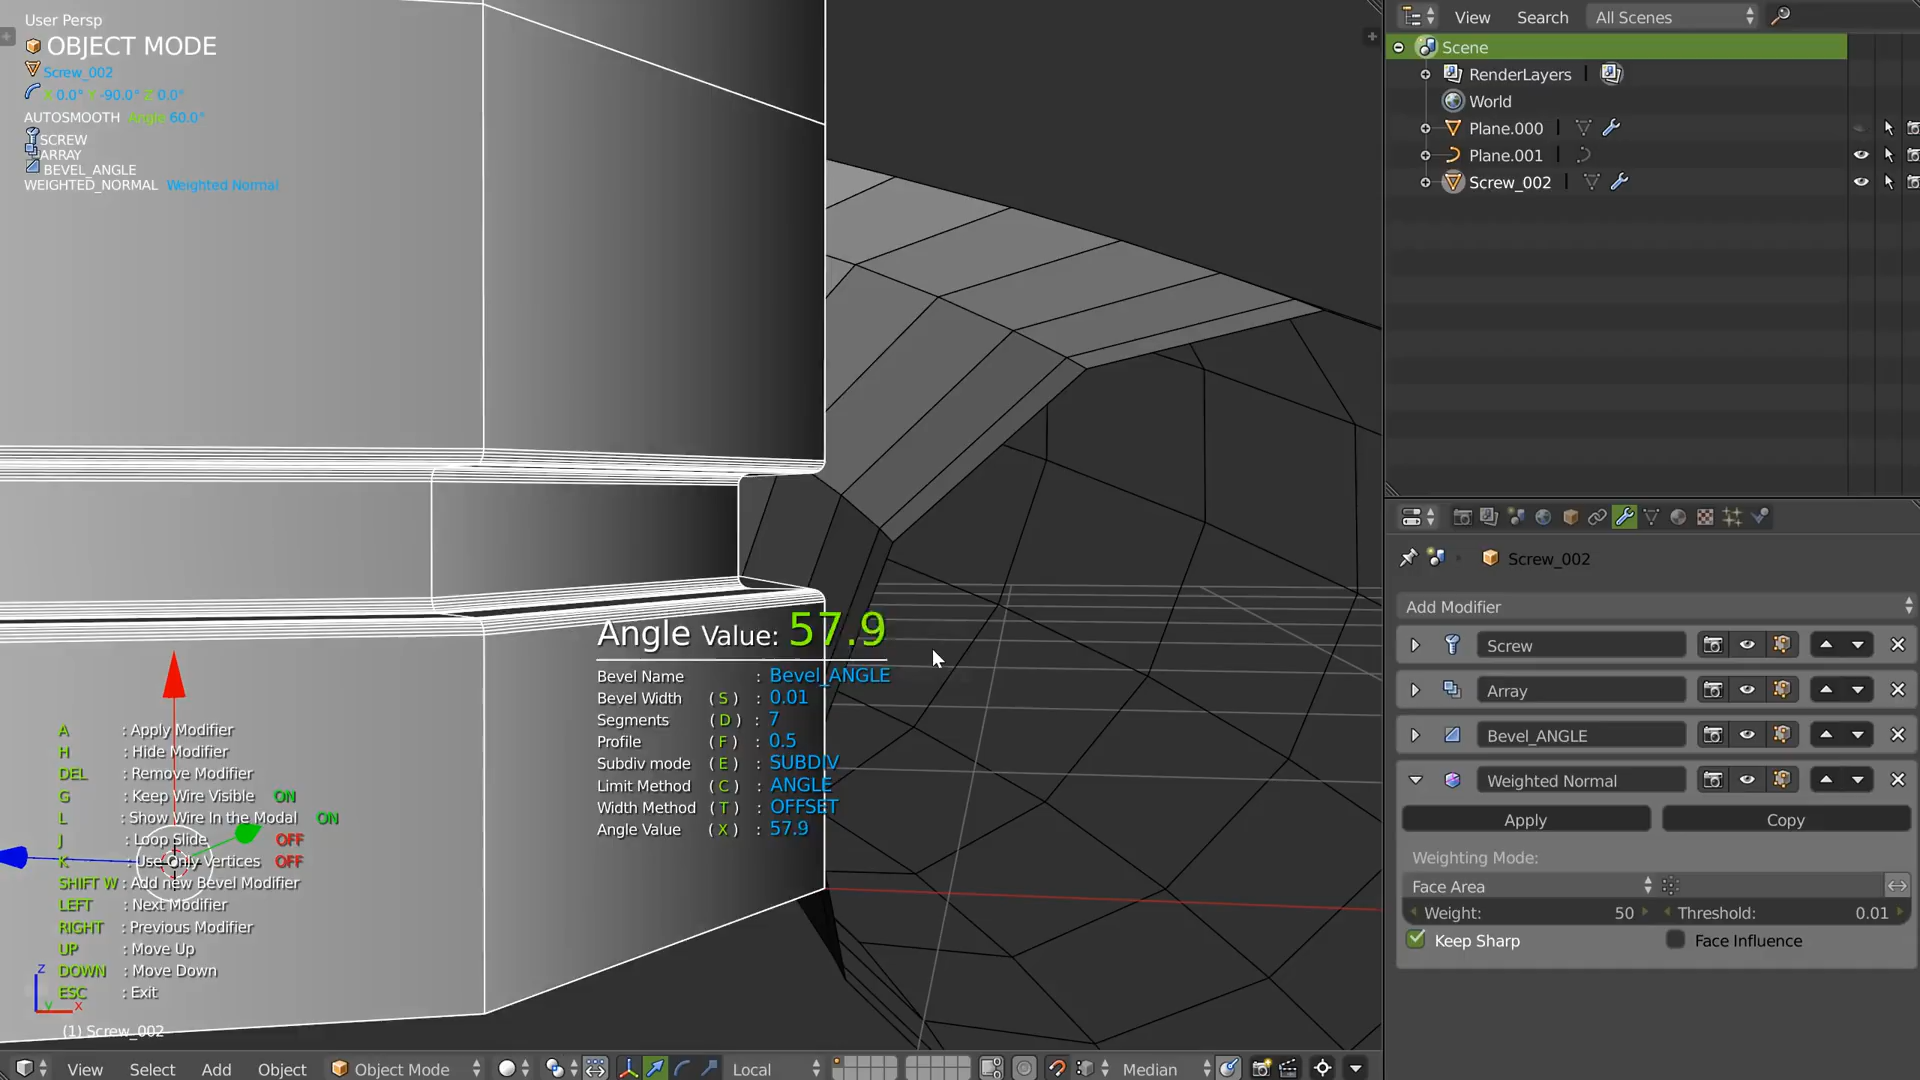 User Persp
OBJECT MODE
Screw_002
X 0.0° Y -90.0° Z 0.0°
AUTOSMOOTH Angle 60.0°
SCREW
ARRAY
BEVEL_ANGLE
WEIGHTED_NORMAL Weighted Normal
Angle Value: 57.9
Bevel Name : Bevel_ANGLE
Bevel Width ( S ) : 0.01
Segments ( D ) : 7
Profile ( F ) : 0.5
Subdiv mode ( E ) : SUBDIV
Limit Method ( C ) : ANGLE
Width Method ( T ) : OFFSET
Angle Value ( X ) : 57.9
A : Apply Modifier
H : Hide Modifier
DEL : Remove Modifier
G : Keep Wire Visible ON
L : Show Wire In the Modal ON
J : Loop Slide OFF
K : Use Only Vertices OFF
SHIFT W : Add new Bevel Modifier
LEFT : Next Modifier
RIGHT : Previous Modifier
UP : Move Up
DOWN : Move Down
ESC : Exit
Z
Y X
(1) Screw_002
View Select Add Object Object Mode Local Median
View Search All Scenes
Scene
RenderLayers
World
Plane.000
Plane.001
Screw_002
Screw_002
Add Modifier
Screw
Array
Bevel_ANGLE
Weighted Normal
Apply Copy
Weighting Mode:
Face Area
Weight: 50 Threshold: 0.01
Keep Sharp Face Influence